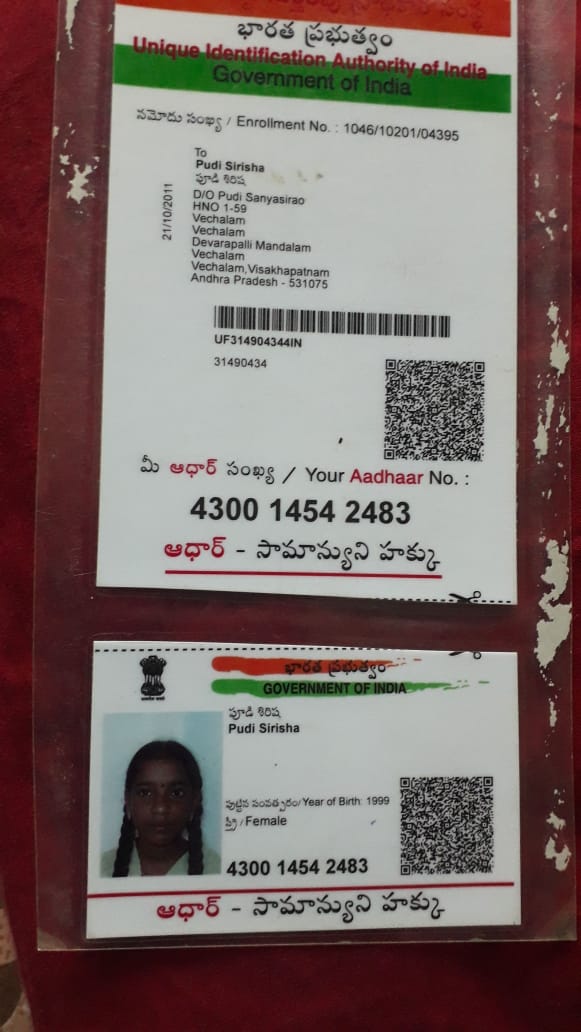 భారత ప్రభుత్వం
Unique Identification Authority of India
Government of India
నమోదు సంఖ్య / Enrollment No. : 1046/10201/04395
To
Pudi Sirisha
పూడి శిరిష
D/O Pudi Sanyasirao
HNO 1-59
Vechalam
Vechalam
Devarapalli Mandalam
Vechalam
Vechalam,Visakhapatnam
Andhra Pradesh - 531075
21/10/2011
UF314904344IN
31490434
మీ ఆధార్ సంఖ్య / Your Aadhaar No. :
4300 1454 2483
ఆధార్ - సామాన్యుని హక్కు
భారత ప్రభుత్వం
GOVERNMENT OF INDIA
పూడి శిరిష
Pudi Sirisha
పుట్టిన సంవత్సరం/ Year of Birth: 1999
స్త్రీ / Female
4300 1454 2483
ఆధార్ - సామాన్యుని హక్కు